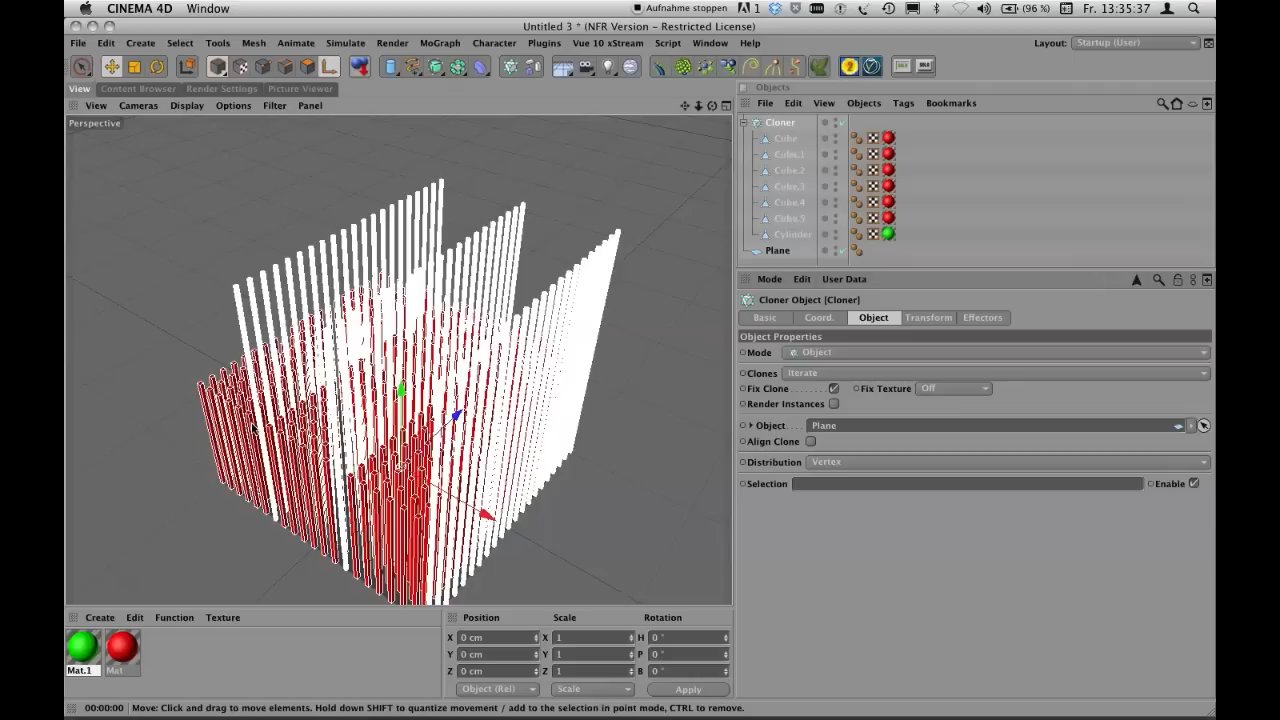 CINEMA 4D Window Aufnahme stoppen 1 (96 %) Fr. 13:35:37
Untitled 3 * (NFR Version - Restricted License)
File Edit Create Select Tools Mesh Animate Simulate Render MoGraph Character Plugins Vue 10 xStream Script Window Help Layout: Startup (User)
View Content Browser Render Settings Picture Viewer
View Cameras Display Options Filter Panel
Perspective
Objects
File Edit View Objects Tags Bookmarks
Cloner
Cube
Cube.1
Cube.2
Cube.3
Cube.4
Cube.5
Cylinder
Plane
Mode Edit User Data
Cloner Object [Cloner]
Basic Coord. Object Transform Effectors
Object Properties
Mode Object
Clones Iterate
Fix Clone Fix Texture Off
Render Instances
Object Plane
Align Clone
Distribution Vertex
Selection Enable
Create Edit Function Texture
Mat.1 Mat
Position Scale Rotation
X 0 cm X 1 H 0 °
Y 0 cm Y 1 P 0 °
Z 0 cm Z 1 B 0 °
Object (Rel) Scale Apply
00:00:00 Move: Click and drag to move elements. Hold down SHIFT to quantize movement / add to the selection in point mode, CTRL to remove.